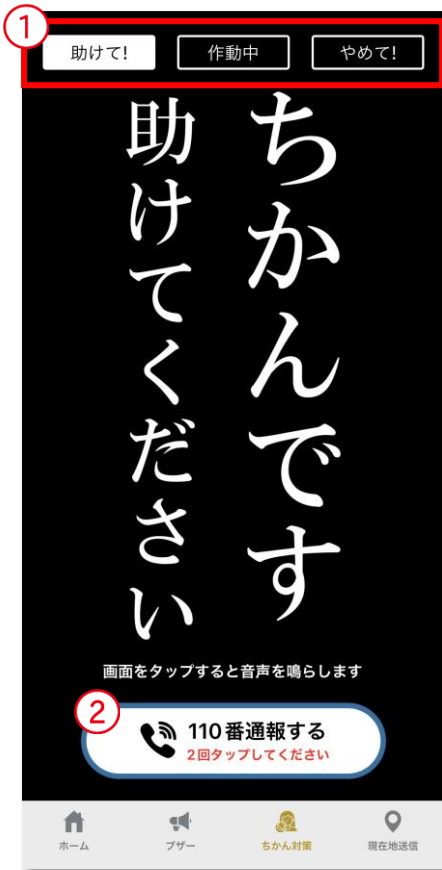 ①
助けて!
作動中
やめて!
ちかんです
助けてください
画面をタップすると音声を鳴らします
②
110番通報する
2回タップしてください
ホーム
ブザー
ちかん対策
現在地送信